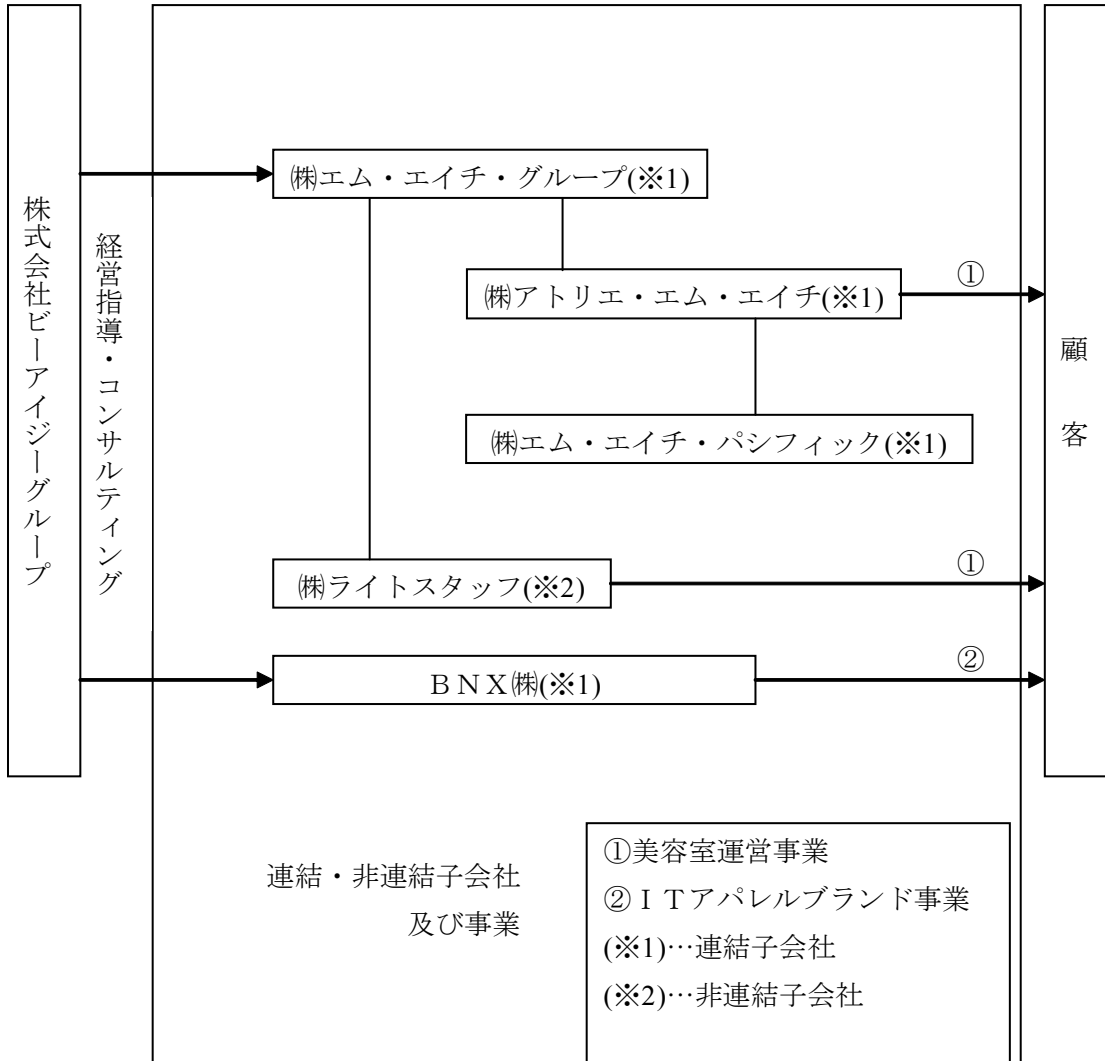 株式会社ビーアイジーグループ
経営指導・コンサルティング
㈱エム・エイチ・グループ(※1)
㈱アトリエ・エム・エイチ(※1)
①
㈱エム・エイチ・パシフィック(※1)
㈱ライトスタッフ(※2)
①
ＢＮＸ㈱(※1)
②
顧客
連結・非連結子会社
及び事業
①美容室運営事業
②ＩＴアパレルブランド事業
(※1)…連結子会社
(※2)…非連結子会社